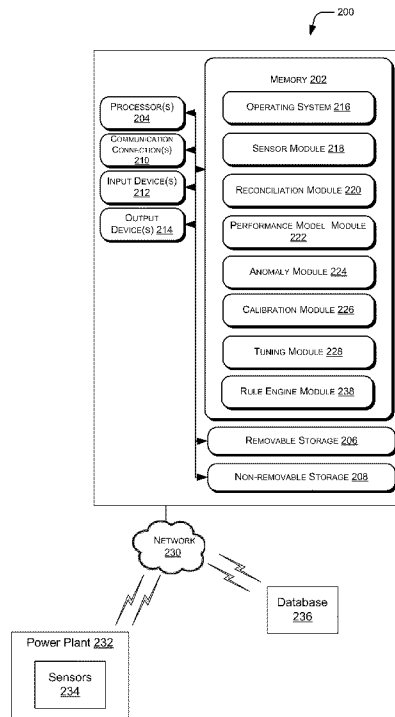 200
MEMORY 202
PROCESSOR(S)
204
COMMUNICATION
CONNECTION(S)
210
INPUT DEVICE(S)
212
OUTPUT
DEVICE(S) 214
OPERATING SYSTEM 216
SENSOR MODULE 218
RECONCILIATION MODULE 220
PERFORMANCE MODEL MODULE
222
ANOMALY MODULE 224
CALIBRATION MODULE 226
TUNING MODULE 228
RULE ENGINE MODULE 238
REMOVABLE STORAGE 206
NON-REMOVABLE STORAGE 208
NETWORK
230
Database
236
Power Plant 232
Sensors
234